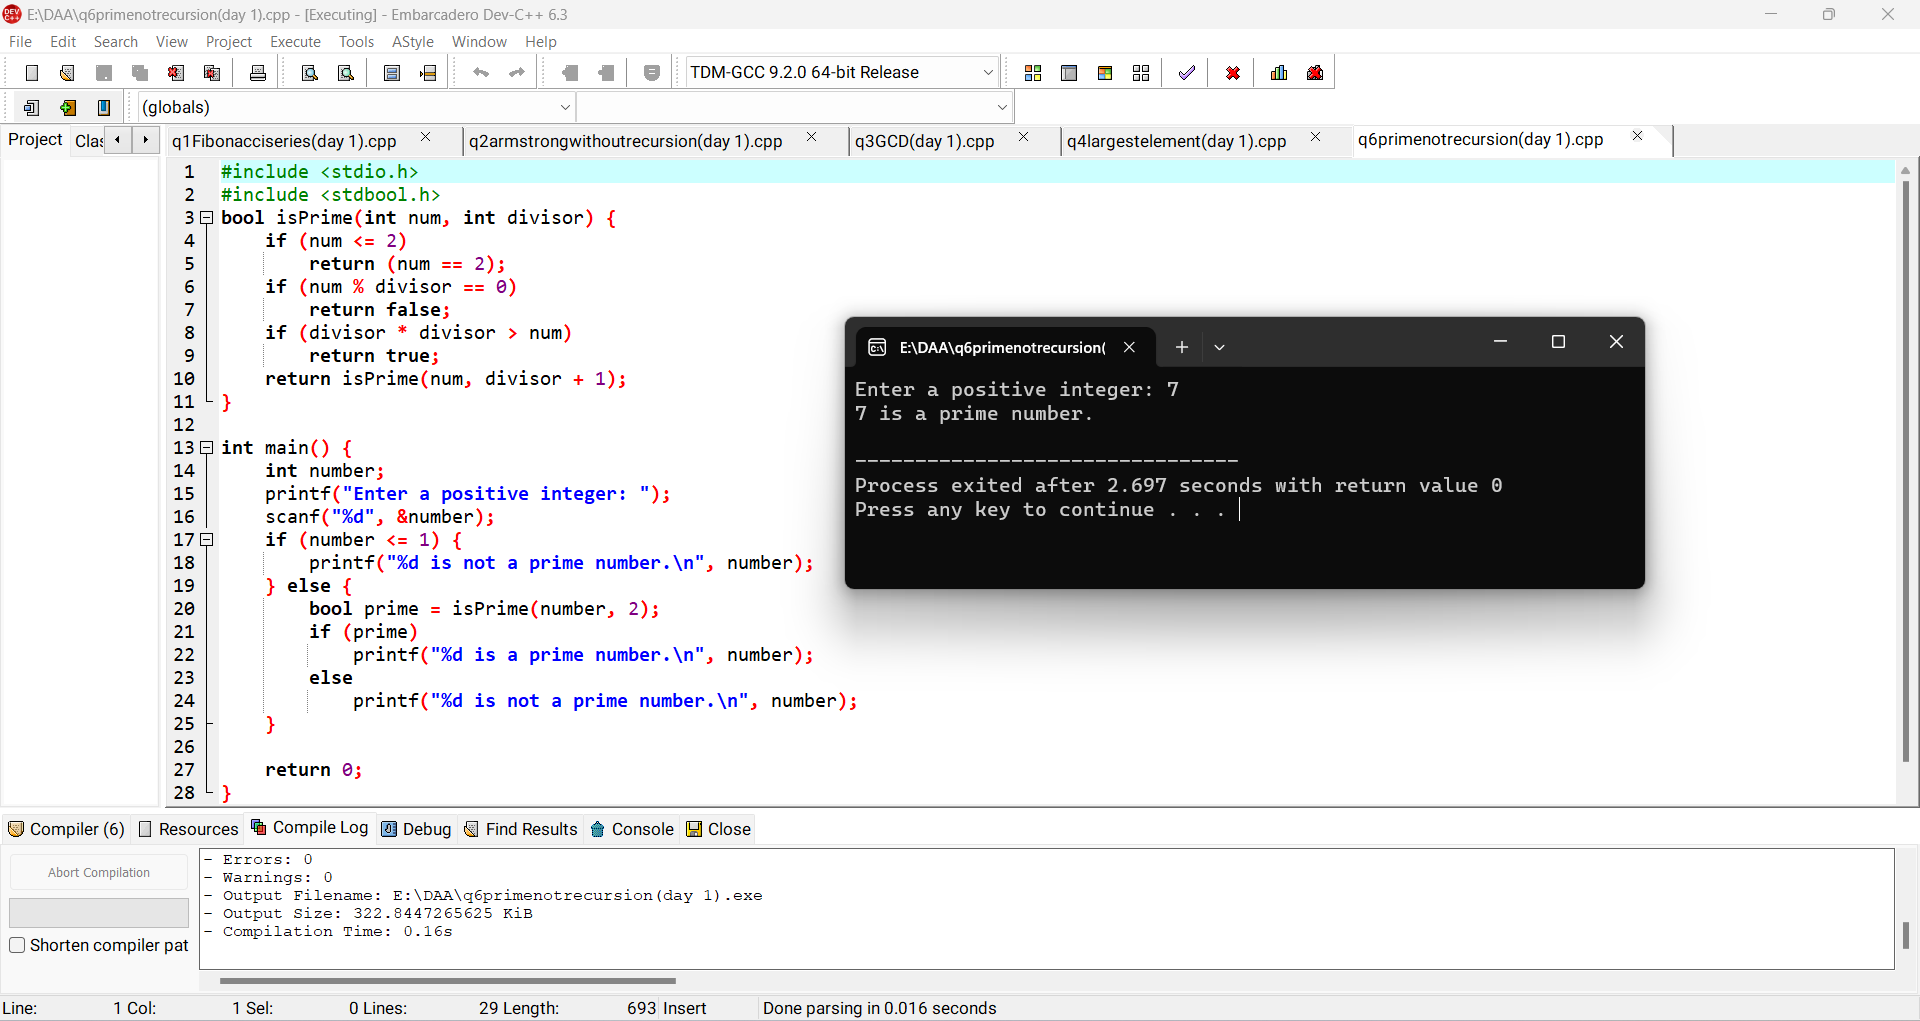 E:\DAA\q6primenotrecursion(day 1).cpp - [Executing] - Embarcadero Dev-C++ 6.3
File Edit Search View Project Execute Tools AStyle Window Help
TDM-GCC 9.2.0 64-bit Release
(globals)
Project Clas q1Fibonacciseries(day 1).cpp q2armstrongwithoutrecursion(day 1).cpp q3GCD(day 1).cpp q4largestelement(day 1).cpp q6primenotrecursion(day 1).cpp
1 #include <stdio.h>
2 #include <stdbool.h>
3 bool isPrime(int num, int divisor) {
4 if (num <= 2)
5 return (num == 2);
6 if (num % divisor == 0)
7 return false;
8 if (divisor * divisor > num)
9 return true;
10 return isPrime(num, divisor + 1);
11 }
12
13 int main() {
14 int number;
15 printf("Enter a positive integer: ");
16 scanf("%d", &number);
17 if (number <= 1) {
18 printf("%d is not a prime number.\n", number);
19 } else {
20 bool prime = isPrime(number, 2);
21 if (prime)
22 printf("%d is a prime number.\n", number);
23 else
24 printf("%d is not a prime number.\n", number);
25 }
26
27 return 0;
28 }
E:\DAA\q6primenotrecursion(
Enter a positive integer: 7
7 is a prime number.
--------------------------------
Process exited after 2.697 seconds with return value 0
Press any key to continue . . .
Compiler (6) Resources Compile Log Debug Find Results Console Close
Abort Compilation
Shorten compiler pat
- Errors: 0
- Warnings: 0
- Output Filename: E:\DAA\q6primenotrecursion(day 1).exe
- Output Size: 322.8447265625 KiB
- Compilation Time: 0.16s
Line: 1 Col: 1 Sel: 0 Lines: 29 Length: 693 Insert Done parsing in 0.016 seconds